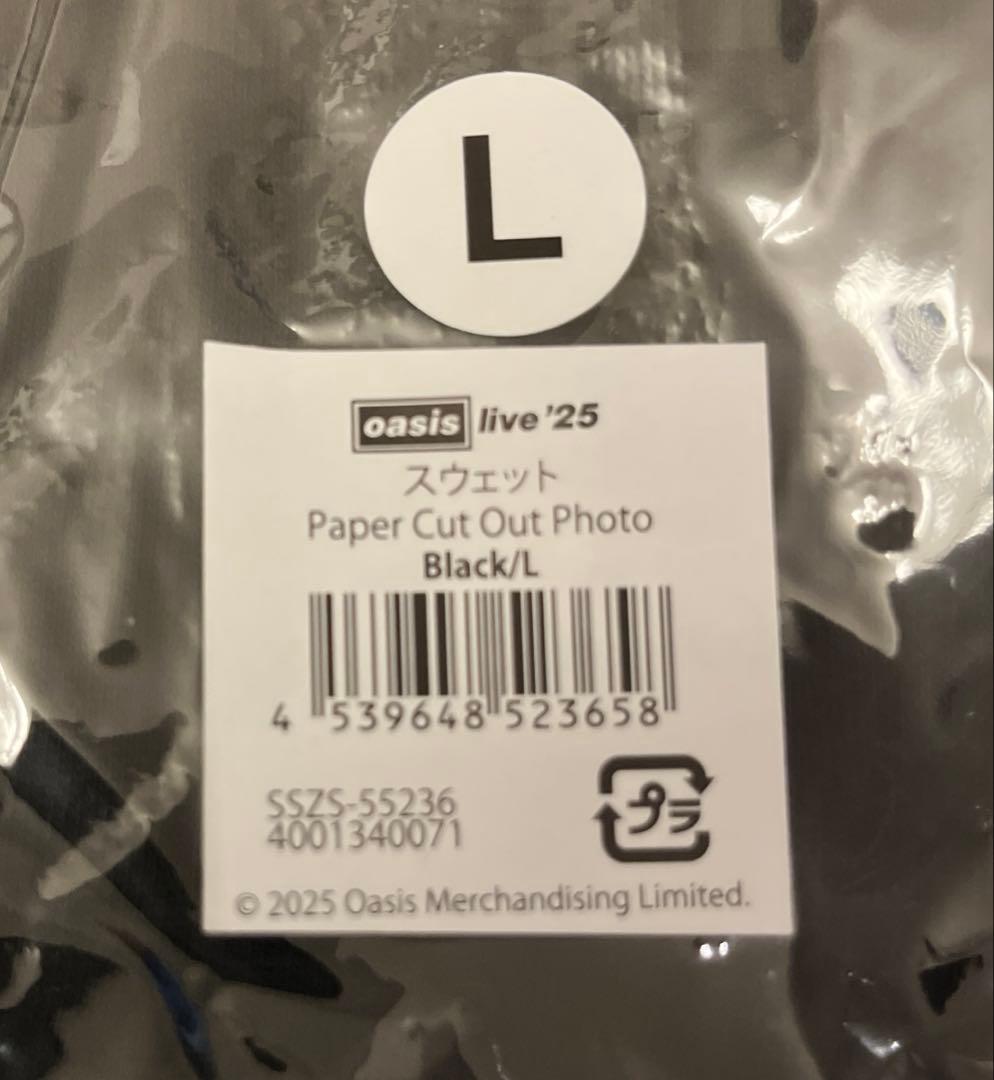 L
oasis live '25
スウェット
Paper Cut Out Photo
Black/L
4 539648 523658
SSZS-55236
4001340071
プラ
© 2025 Oasis Merchandising Limited.